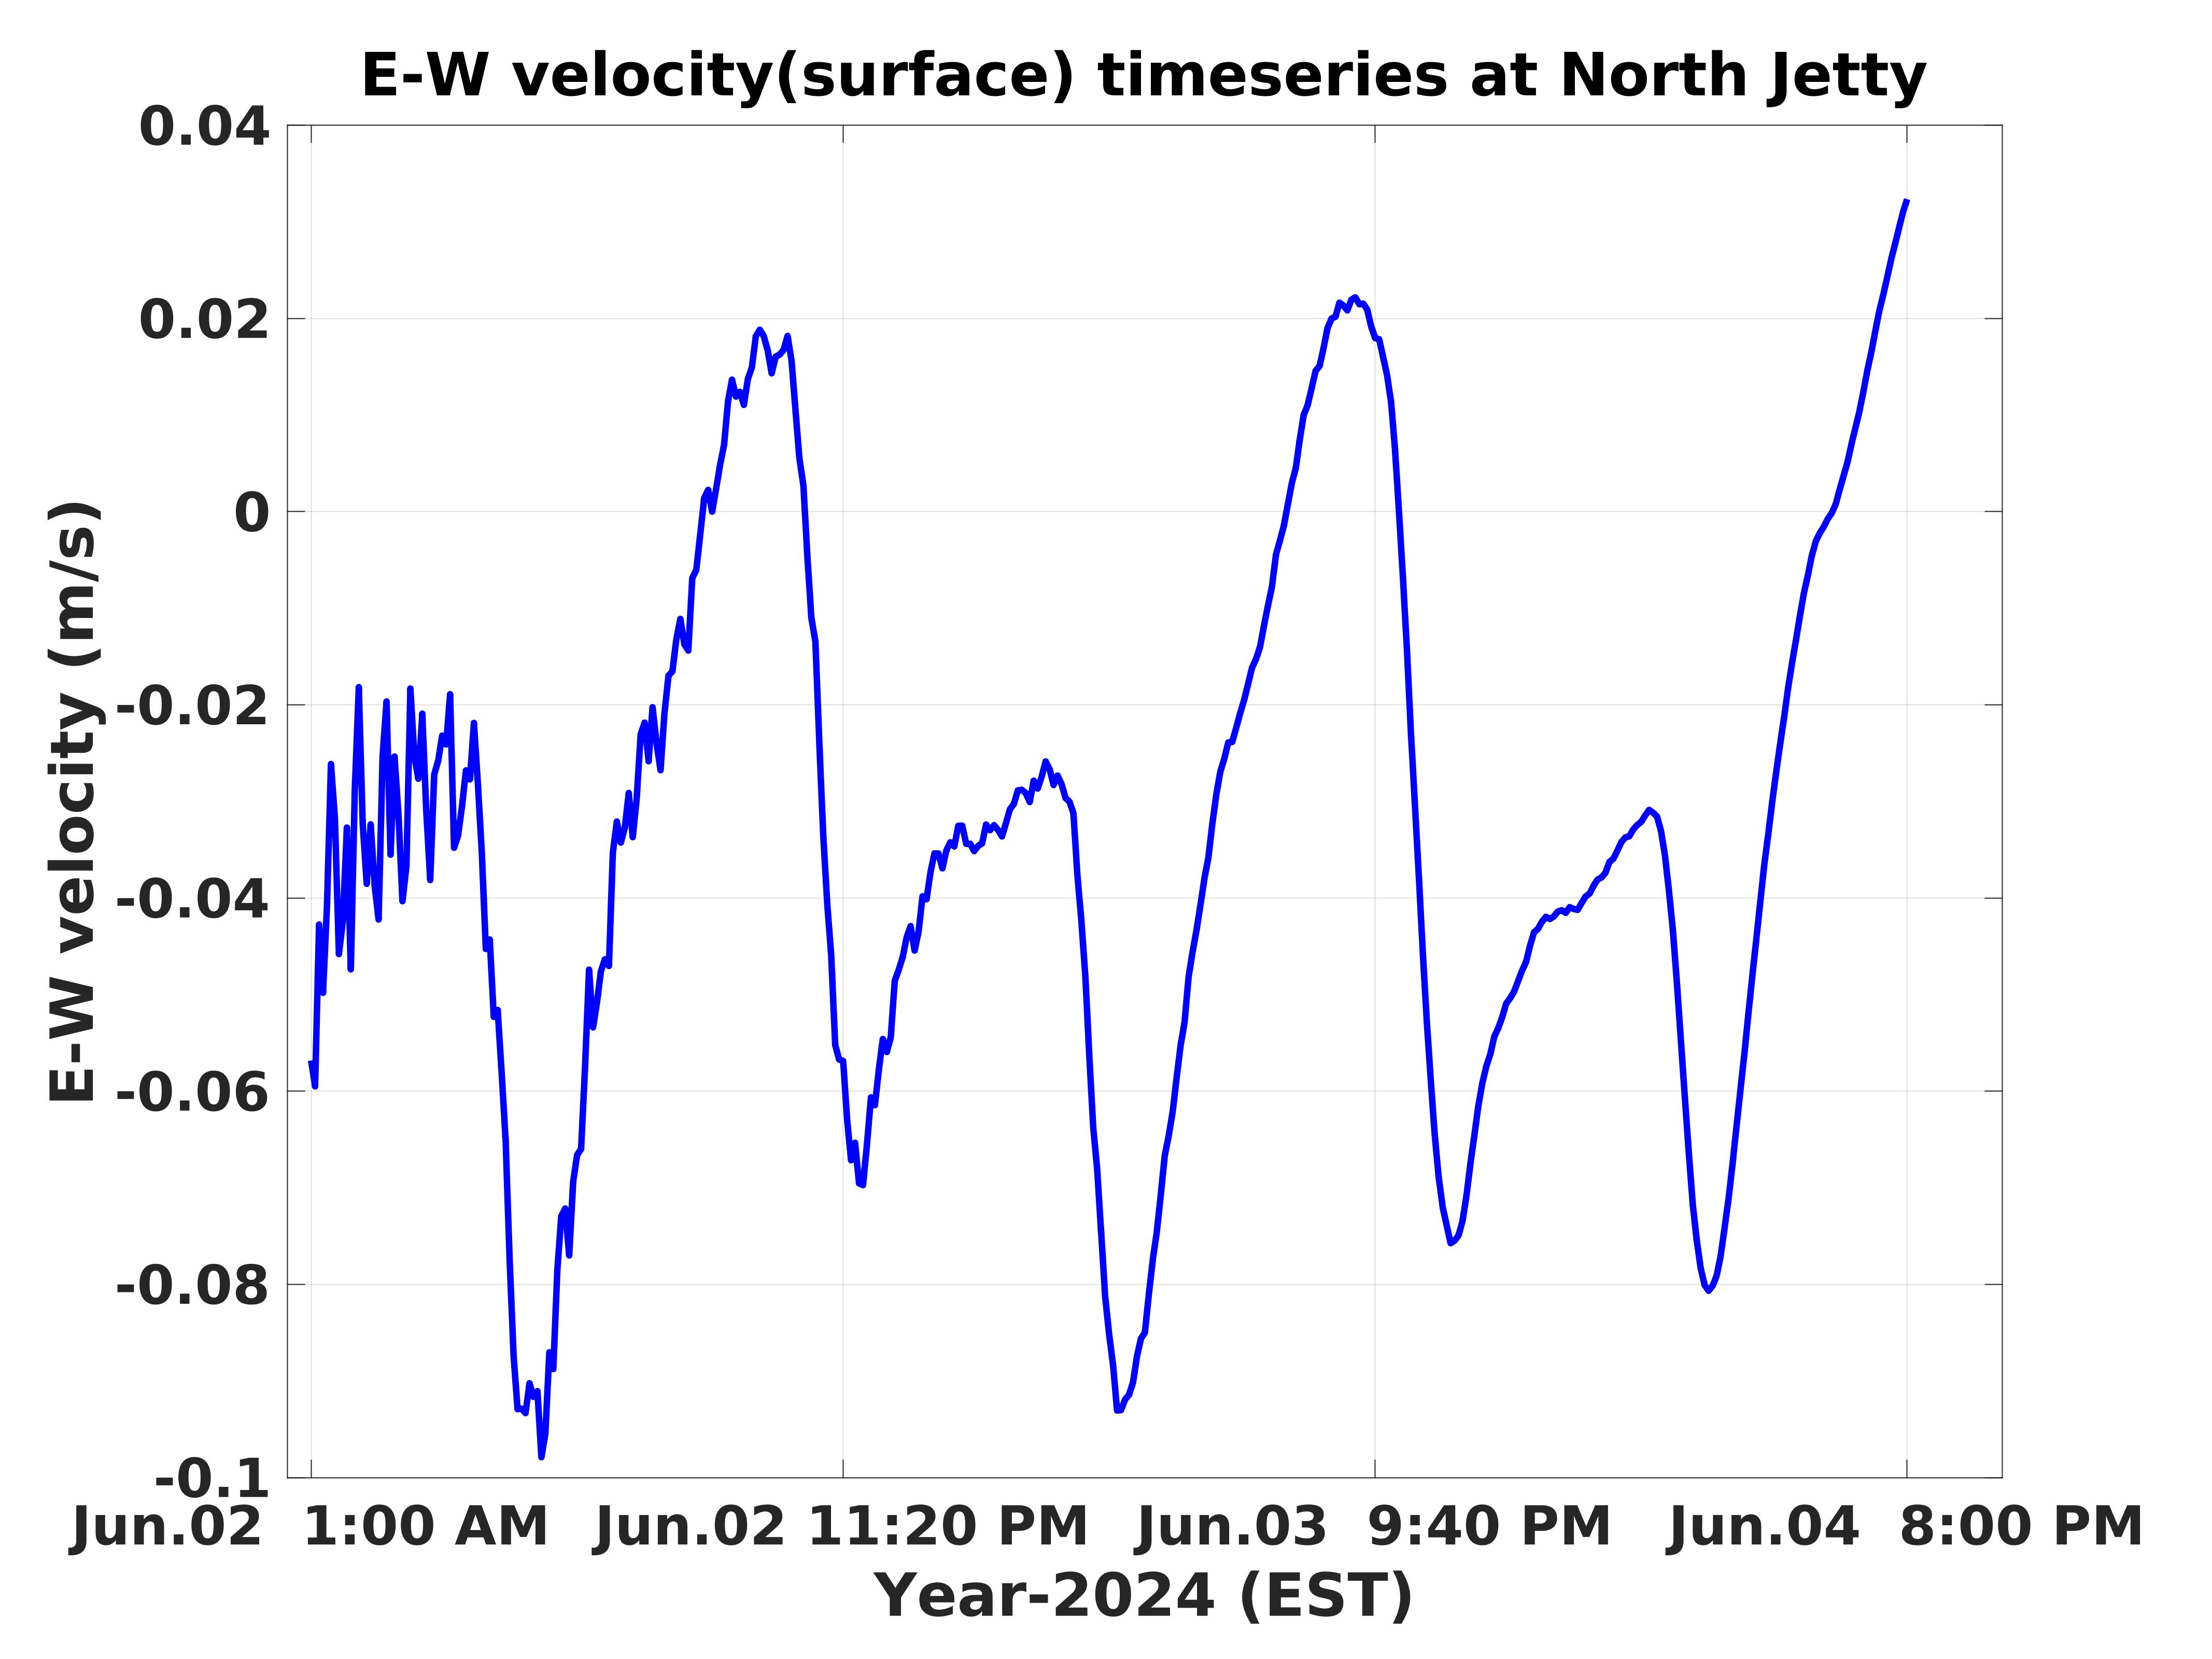 E-W velocity(surface) timeseries at North Jetty
E-W velocity (m/s)
0.04
0.02
0
-0.02
-0.04
-0.06
-0.08
-0.1
Jun.02 1:00 AM Jun.02 11:20 PM Jun.03 9:40 PM Jun.04 8:00 PM
Year-2024 (EST)